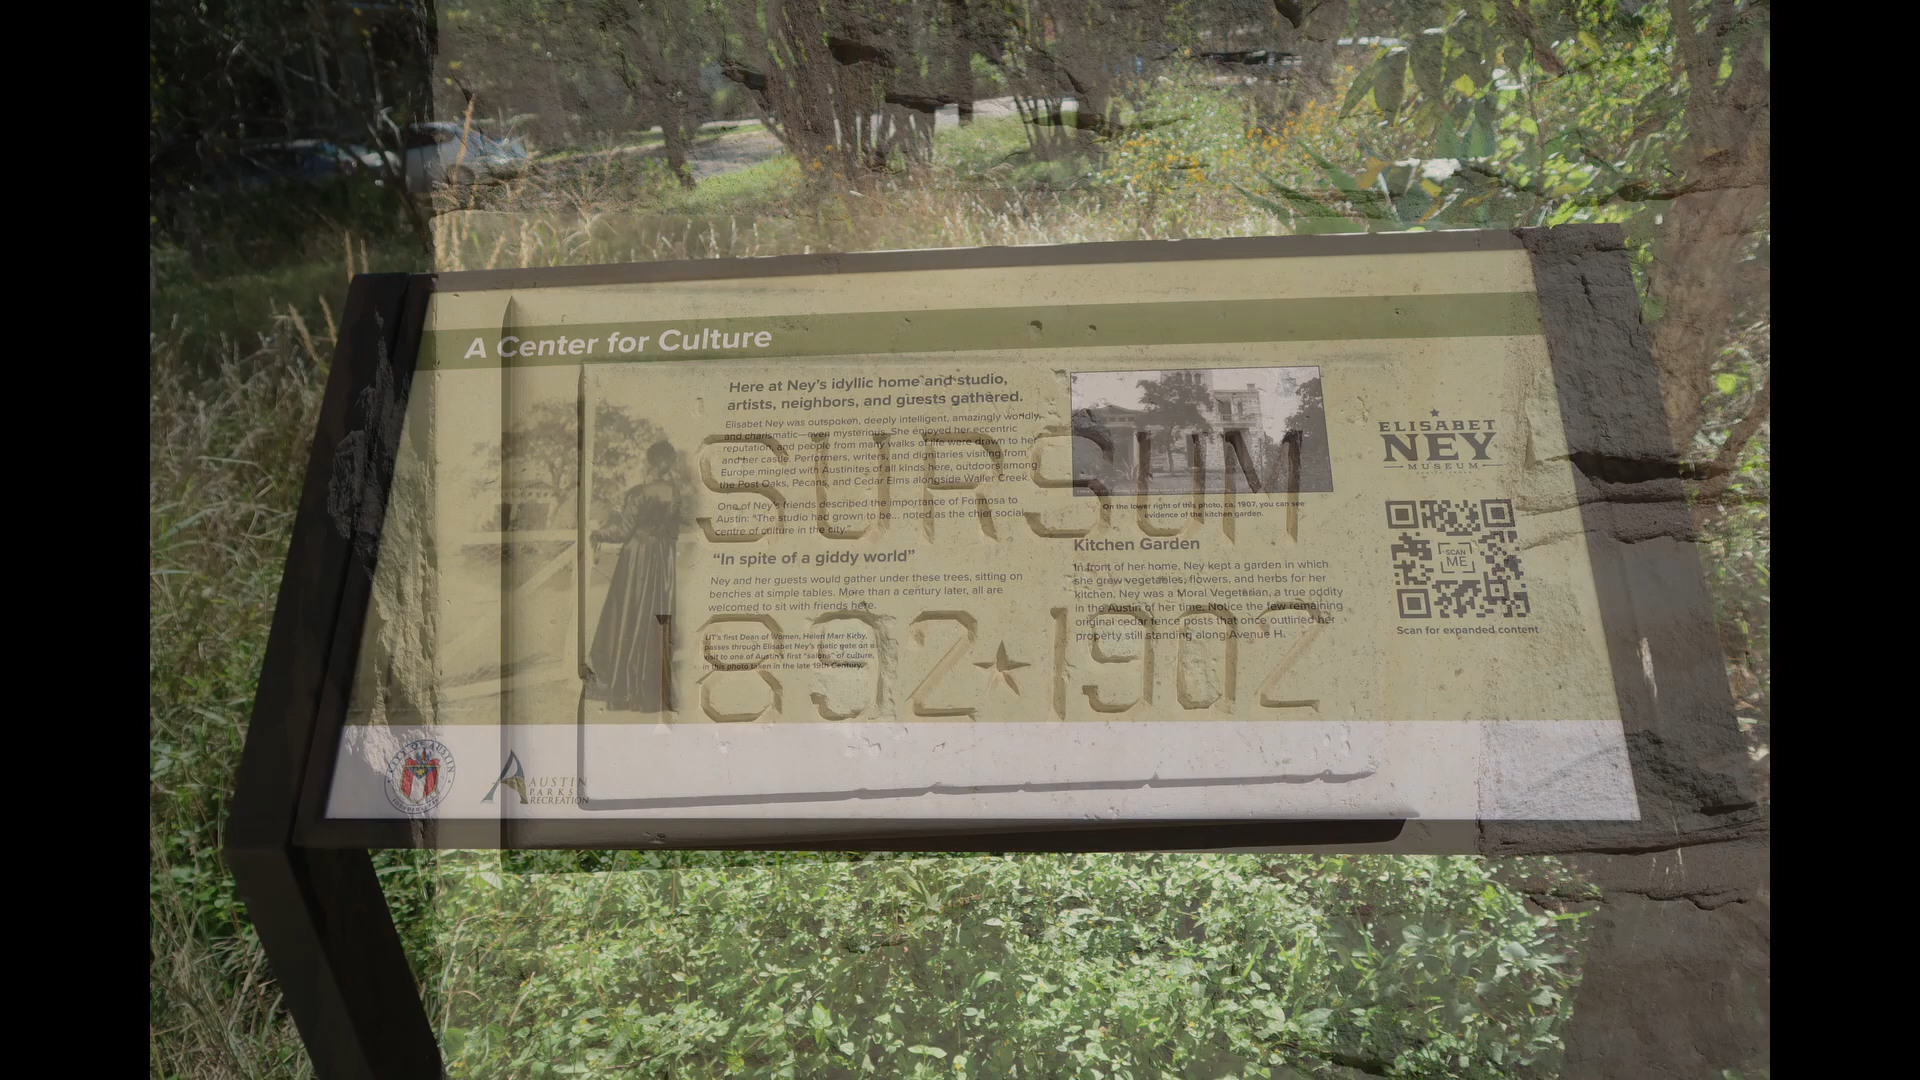 A Center for Culture
Here at Ney's idyllic home and studio,
artists, neighbors, and guests gathered.
Elisabet Ney was outspoken, deeply intelligent, amazingly worldly,
and charismatic—even mysterious. She enjoyed her eccentric
reputation, and people from many walks of life were drawn to her
and her castle. Performers, writers, and dignitaries visiting from
Europe mingled with Austinites of all kinds here, outdoors among
the Post Oaks, Pecans, and Cedar Elms alongside Waller Creek.
One of Ney's friends described the importance of Formosa to
Austin: "The studio had grown to be... noted as the chief social
centre of culture in the city."
"In spite of a giddy world"
Ney and her guests would gather under these trees, sitting on
benches at simple tables. More than a century later, all are
welcomed to sit with friends here.
UT's first Dean of Women, Helen Marr Kirby,
passes through Elisabet Ney's rustic gate on a
visit to one of Austin's first "salons" of culture,
in this photo taken in the late 19th Century.
On the lower right of this photo, ca. 1907, you can see
evidence of the kitchen garden.
Kitchen Garden
In front of her home, Ney kept a garden in which
she grew vegetables, flowers, and herbs for her
kitchen. Ney was a Moral Vegetarian, a true oddity
in the Austin of her time. Notice the few remaining
original cedar fence posts that once outlined her
property still standing along Avenue H.
ELISABET
NEY
MUSEUM
SCAN
ME
Scan for expanded content
SURSUM
1892★1902
CITY OF AUSTIN
AUSTIN
PARKS
RECREATION